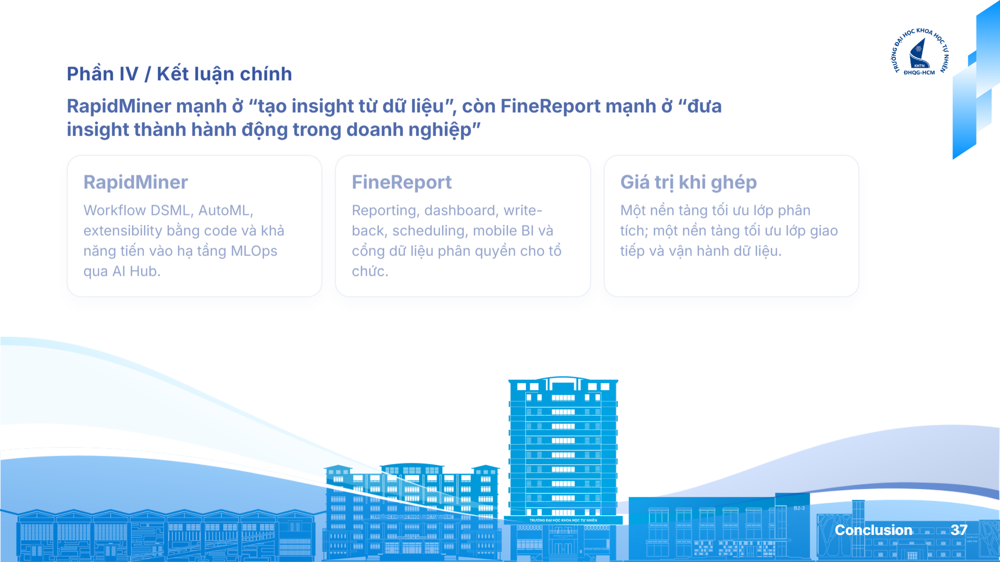 TRƯỜNG ĐẠI HỌC KHOA HỌC TỰ NHIÊN
KHTN
ĐHQG-HCM
Phần IV / Kết luận chính
RapidMiner mạnh ở “tạo insight từ dữ liệu”, còn FineReport mạnh ở “đưa
insight thành hành động trong doanh nghiệp”
RapidMiner
Workflow DSML, AutoML,
extensibility bằng code và khả
năng tiến vào hạ tầng MLOps
qua AI Hub.
FineReport
Reporting, dashboard, write-
back, scheduling, mobile BI và
cổng dữ liệu phân quyền cho tổ
chức.
Giá trị khi ghép
Một nền tảng tối ưu lớp phân
tích; một nền tảng tối ưu lớp giao
tiếp và vận hành dữ liệu.
B2-3
TRƯỜNG ĐẠI HỌC KHOA HỌC TỰ NHIÊN
TRƯỜNG ĐẠI HỌC KHOA HỌC TỰ NHIÊN
Conclusion 37